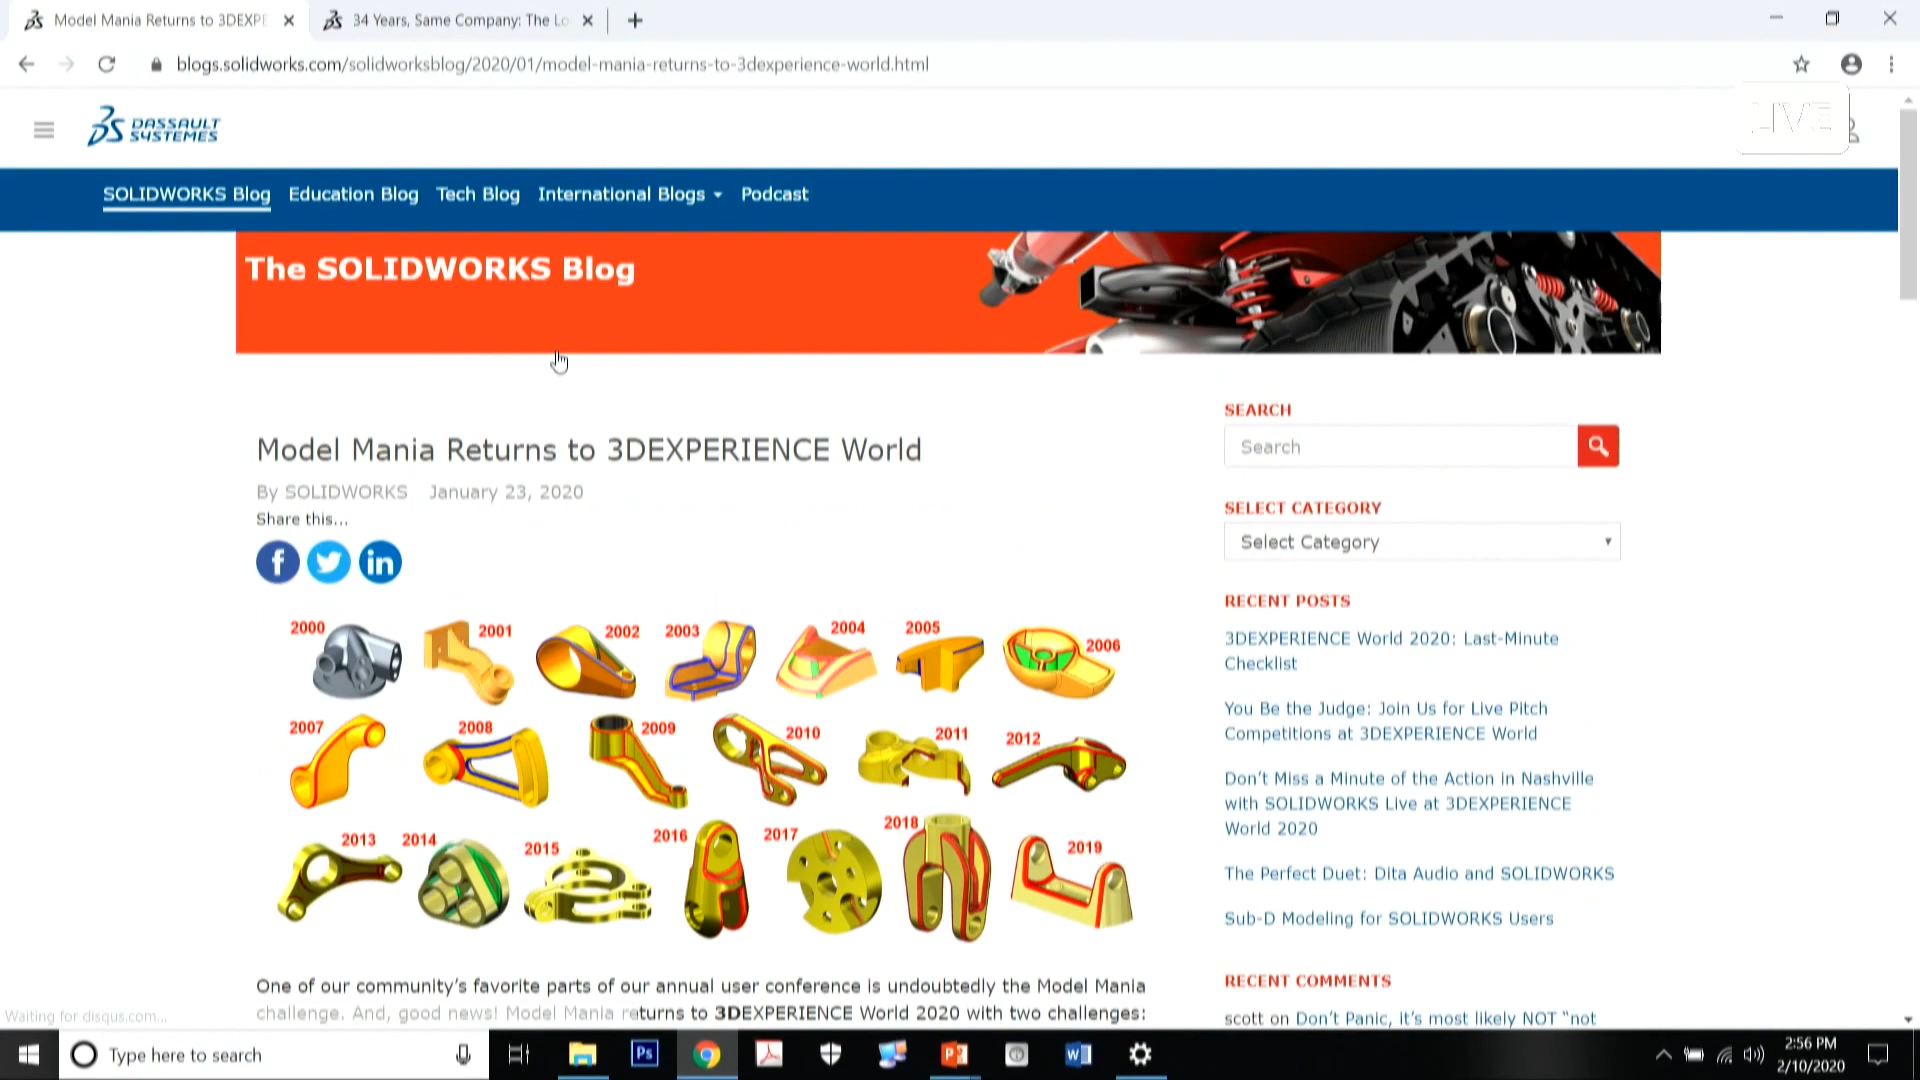 Model Mania Returns to 3DEXPE
34 Years, Same Company: The Lo
blogs.solidworks.com/solidworksblog/2020/01/model-mania-returns-to-3dexperience-world.html
DASSAULT
SYSTEMES
LIVE
SOLIDWORKS Blog Education Blog Tech Blog International Blogs Podcast
The SOLIDWORKS Blog
Model Mania Returns to 3DEXPERIENCE World
By SOLIDWORKS January 23, 2020
Share this...
2000 2001 2002 2003 2004 2005 2006
2007 2008 2009 2010 2011 2012
2013 2014 2015 2016 2017 2018 2019
One of our community's favorite parts of our annual user conference is undoubtedly the Model Mania
challenge. And, good news! Model Mania returns to 3DEXPERIENCE World 2020 with two challenges:
SEARCH
Search
SELECT CATEGORY
Select Category
RECENT POSTS
3DEXPERIENCE World 2020: Last-Minute
Checklist
You Be the Judge: Join Us for Live Pitch
Competitions at 3DEXPERIENCE World
Don't Miss a Minute of the Action in Nashville
with SOLIDWORKS Live at 3DEXPERIENCE
World 2020
The Perfect Duet: Dita Audio and SOLIDWORKS
Sub-D Modeling for SOLIDWORKS Users
RECENT COMMENTS
scott on Don't Panic, it's most likely NOT "not
Waiting for disqus.com...
Type here to search
Ps
2:56 PM
2/10/2020